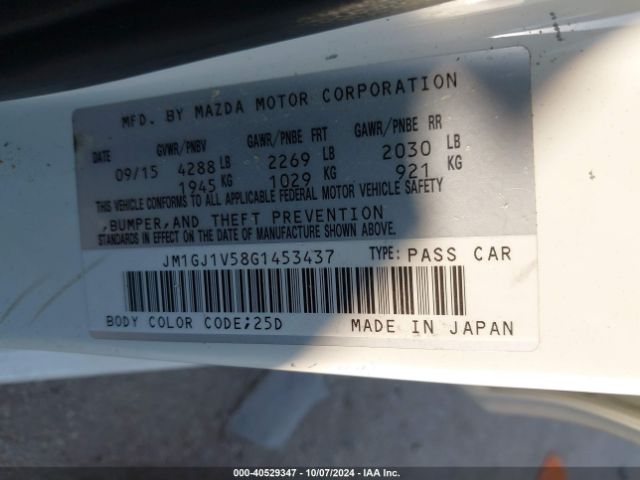 MFD. BY MAZDA MOTOR CORPORATION
DATE GVWR/PNBV GAWR/PNBE FRT GAWR/PNBE RR
09/15 4288 LB 2269 LB 2030 LB
1945 KG 1029 KG 921 KG
THIS VEHICLE CONFORMS TO ALL APPLICABLE FEDERAL MOTOR VEHICLE SAFETY
,BUMPER,AND THEFT PREVENTION
STANDARDS IN EFFECT ON THE DATE OF MANUFACTURE SHOWN ABOVE.
JM1GJ1V58G1453437 TYPE: PASS CAR
BODY COLOR CODE;25D MADE IN JAPAN
000-40529347 - 10/07/2024 - IAA Inc.